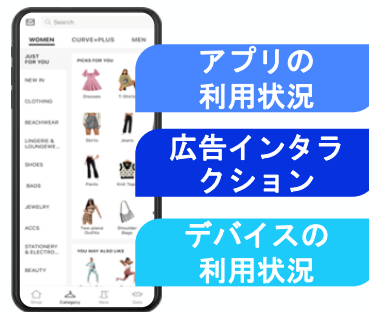 Search
WOMEN
CURVE+PLUS
MEN
JUST
FOR YOU
NEW IN
CLOTHING
BEACHWEAR
LINGERIE &
LOUNGEWE...
SHOES
BAGS
JEWELRY
ACCS
STATIONERY
& ELECTRO...
BEAUTY
PICKS FOR YOU
Dresses
T-Shirts
Skirts
Jeans
Pants
Knit Tops
Two-piece
Outfits
Shoulder
Bags
YOU MAY ALSO LIKE
Shop
Category
New
アプリの
利用状況
広告インタラ
クション
デバイスの
利用状況